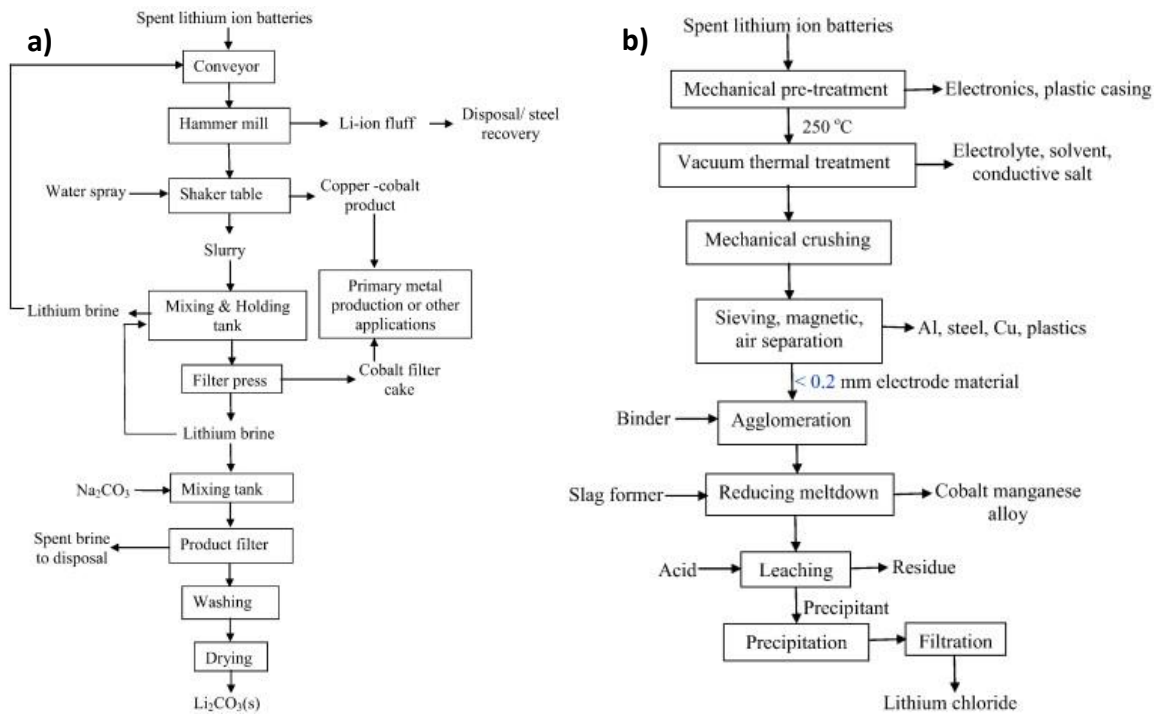 a)
Spent lithium ion batteries
Conveyor
Hammer mill
Li-ion fluff
Disposal/ steel
recovery
Water spray
Shaker table
Copper -cobalt
product
Slurry
Lithium brine
Mixing & Holding
tank
Primary metal
production or other
applications
Filter press
Cobalt filter
cake
Lithium brine
Na₂CO₃
Mixing tank
Spent brine
to disposal
Product filter
Washing
Drying
Li₂CO₃(s)
b)
Spent lithium ion batteries
Mechanical pre-treatment
Electronics, plastic casing
250 °C
Vacuum thermal treatment
Electrolyte, solvent,
conductive salt
Mechanical crushing
Sieving, magnetic,
air separation
Al, steel, Cu, plastics
< 0.2 mm electrode material
Binder
Agglomeration
Slag former
Reducing meltdown
Cobalt manganese
alloy
Acid
Leaching
Residue
Precipitant
Precipitation
Filtration
Lithium chloride